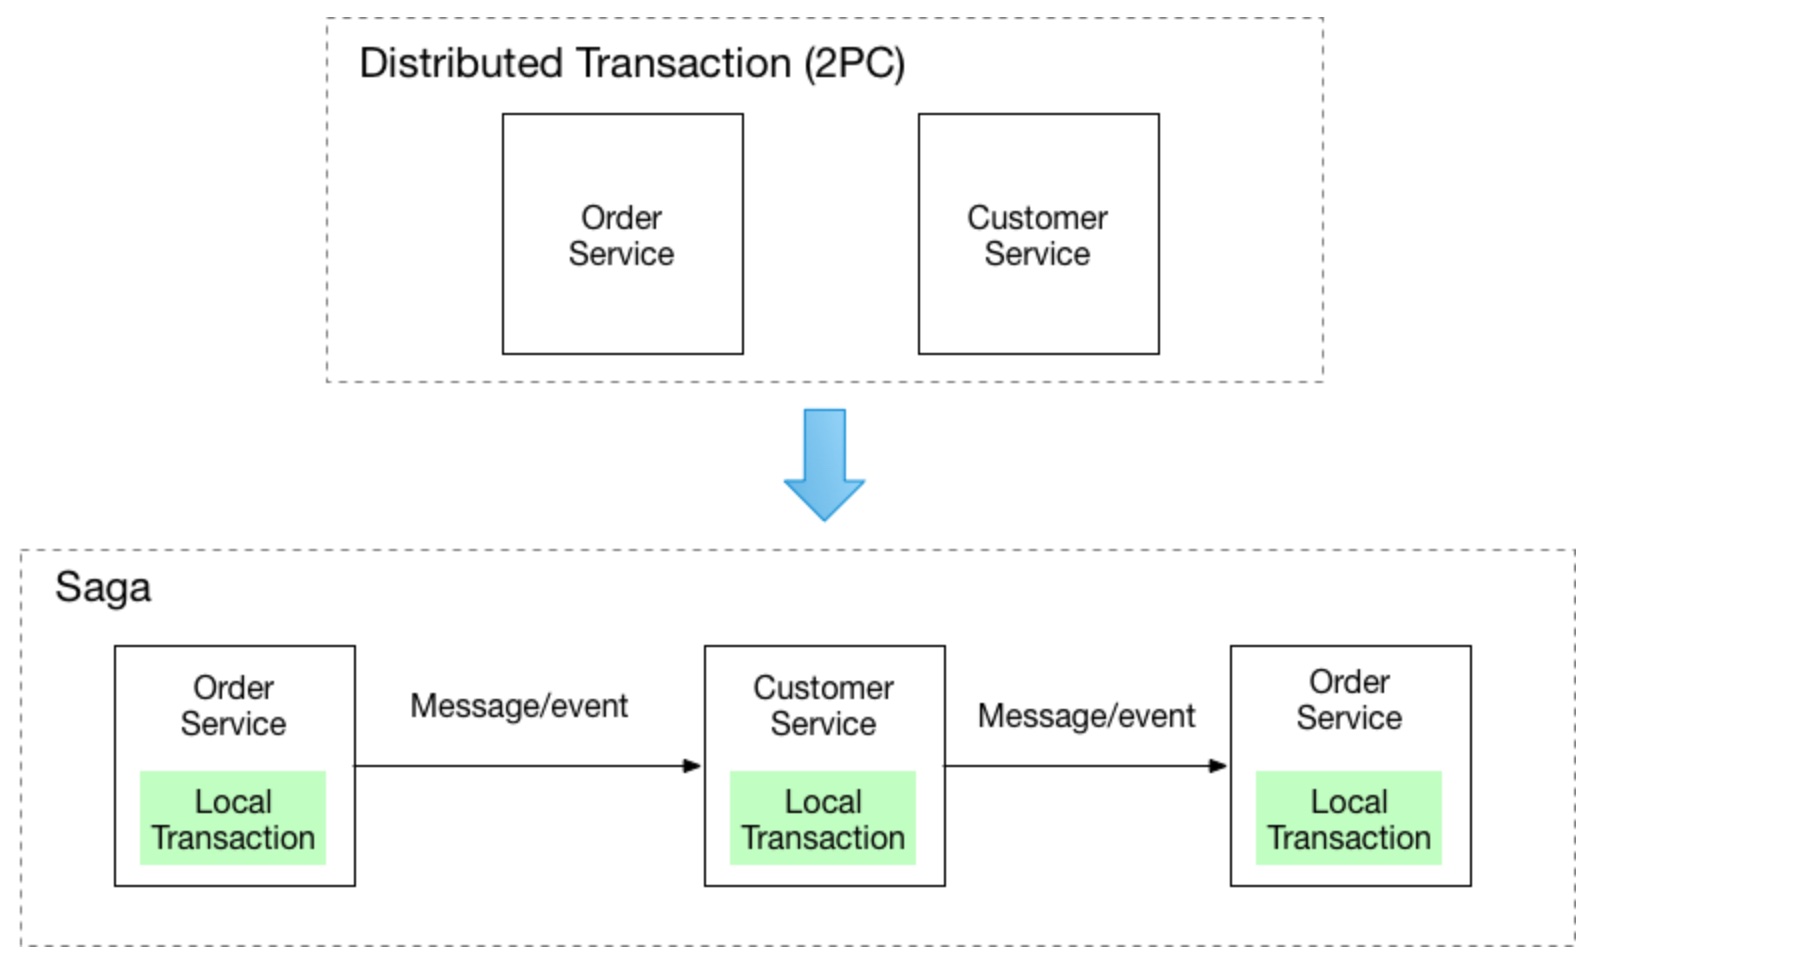 Distributed Transaction (2PC)
Order
Service
Customer
Service
Saga
Order
Service
Local
Transaction
Message/event
Customer
Service
Local
Transaction
Message/event
Order
Service
Local
Transaction